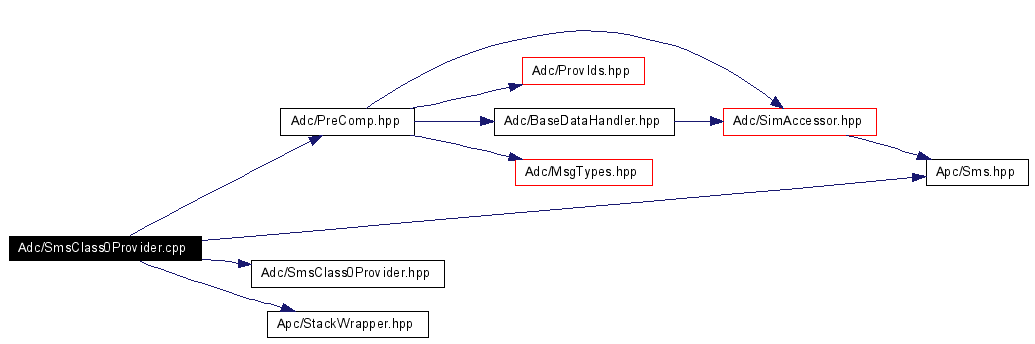 Adc/ProvIds.hpp
Adc/PreComp.hpp
Adc/BaseDataHandler.hpp
Adc/SimAccessor.hpp
Adc/MsgTypes.hpp
Apc/Sms.hpp
Adc/SmsClass0Provider.cpp
Adc/SmsClass0Provider.hpp
Apc/StackWrapper.hpp